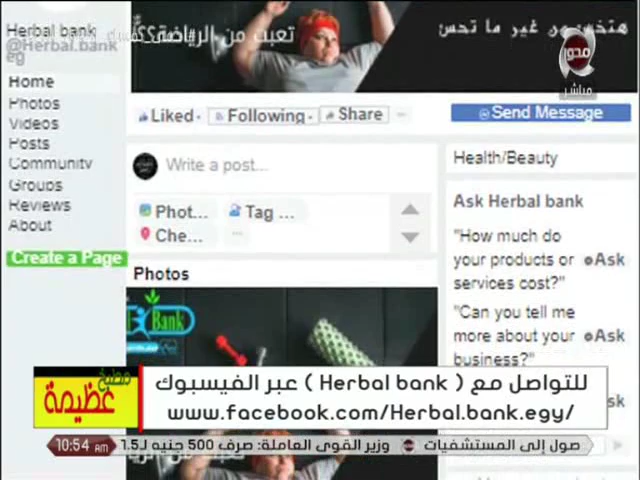 Herbal bank
@Herbal.bank
eg
Home
Photos
Videos
Posts
Community
Groups
Reviews
About
Create a Page
تعبت من الرياضة؟؟
هتخس من غير ما تحس
محور
مباشر
Liked
Following
Share
Send Message
Write a post...
Phot...
Tag ...
Che...
Photos
Bank
Health/Beauty
Ask Herbal bank
"How much do
your products or
services cost?"
Ask
"Can you tell me
more about your
business?"
Ask
مطبخ
عظيمة
للتواصل مع ( Herbal bank ) عبر الفيسبوك
www.facebook.com/Herbal.bank.egy/
10:54 AM
صول إلى المستشفيات
وزير القوى العاملة: صرف 500 جنيه لـ1.5